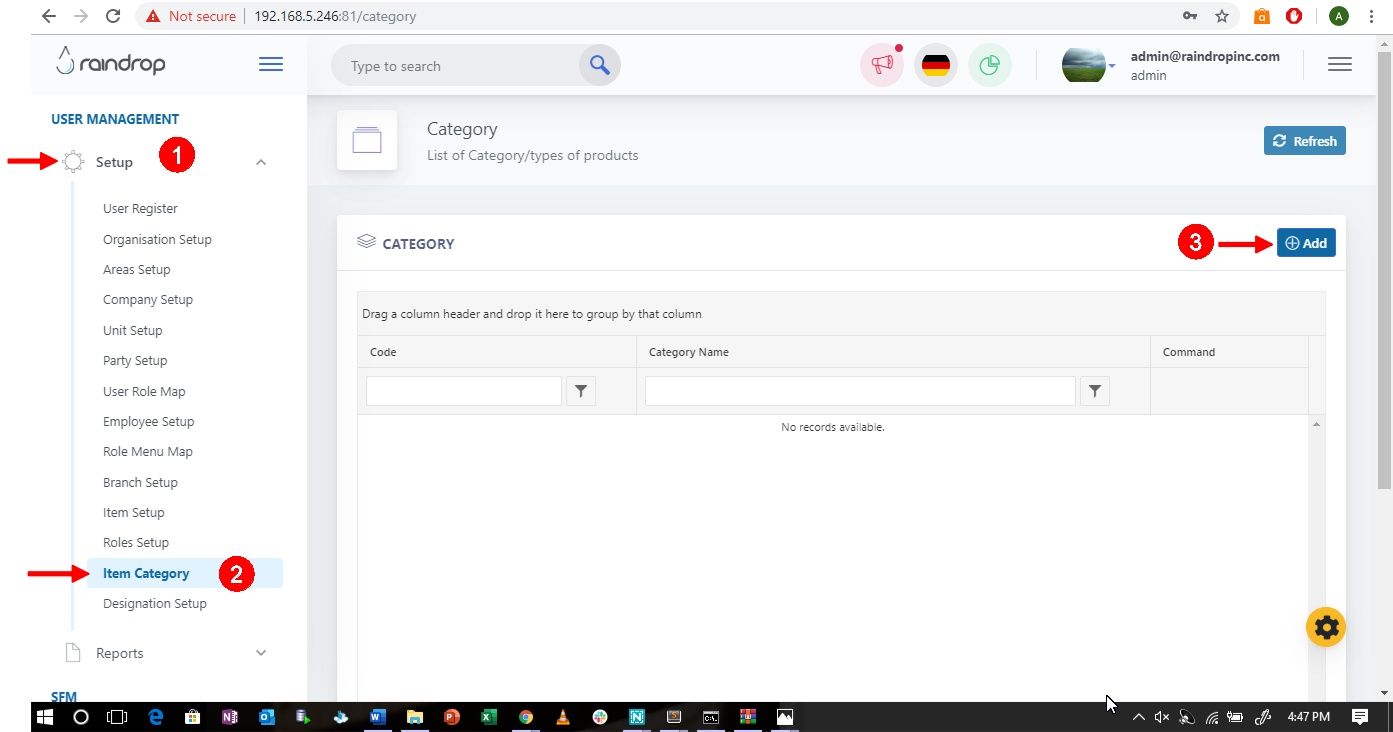 Not secure 192.168.5.246:81/category
A
raindrop
Type to search
admin@raindropinc.com
admin
USER MANAGEMENT
Setup
1
User Register
Organisation Setup
Areas Setup
Company Setup
Unit Setup
Party Setup
User Role Map
Employee Setup
Role Menu Map
Branch Setup
Item Setup
Roles Setup
Item Category
2
Designation Setup
Reports
SFM
Category
List of Category/types of products
Refresh
CATEGORY
3
Add
Drag a column header and drop it here to group by that column
Code Category Name Command
No records available.
4:47 PM